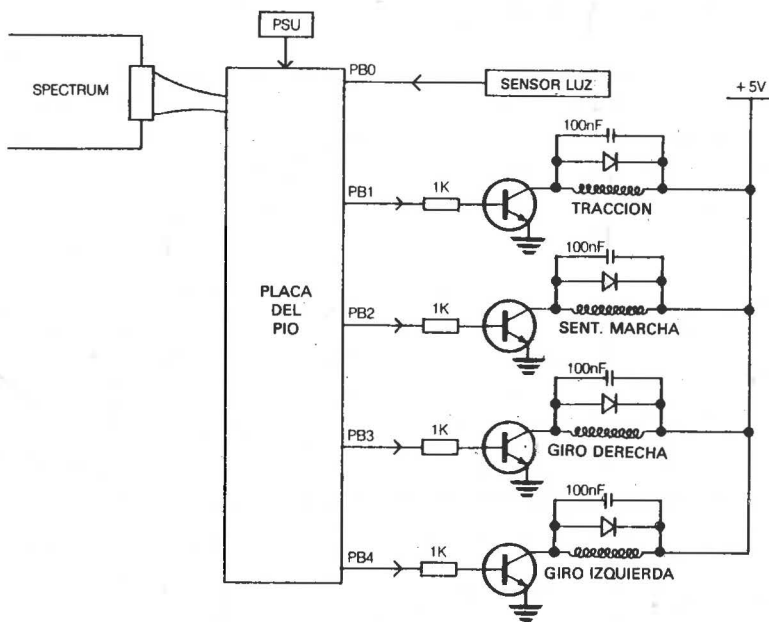 PSU
SPECTRUM
PB0
SENSOR LUZ
+ 5V
100nF
PB1
1K
TRACCION
100nF
PLACA
DEL
PIO
PB2
1K
SENT. MARCHA
100nF
PB3
1K
GIRO DERECHA
100nF
PB4
1K
GIRO IZQUIERDA